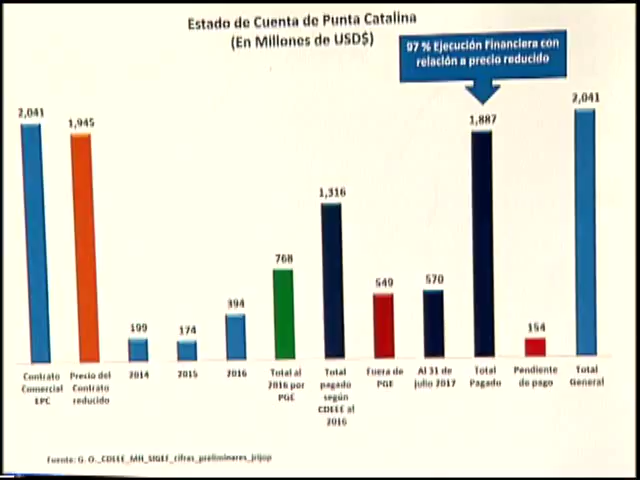 Estado de Cuenta de Punta Catalina
(En Millones de USD$)
97 % Ejecución Financiera con
relación a precio reducido
2,041
1,945
199
174
394
768
1,316
549
570
1,887
154
2,041
Contrato
Comercial
EPC
Precio del
Contrato
reducido
2014
2015
2016
Total al
2016 por
PGE
Total
pagado
según
CDEEE al
2016
Fuera de
PGE
Al 31 de
julio 2017
Total
Pagado
Pendiente
de pago
Total
General
Fuente: G. O._CDEEE_MH_SIGEF_cifras_preliminares_jrijop